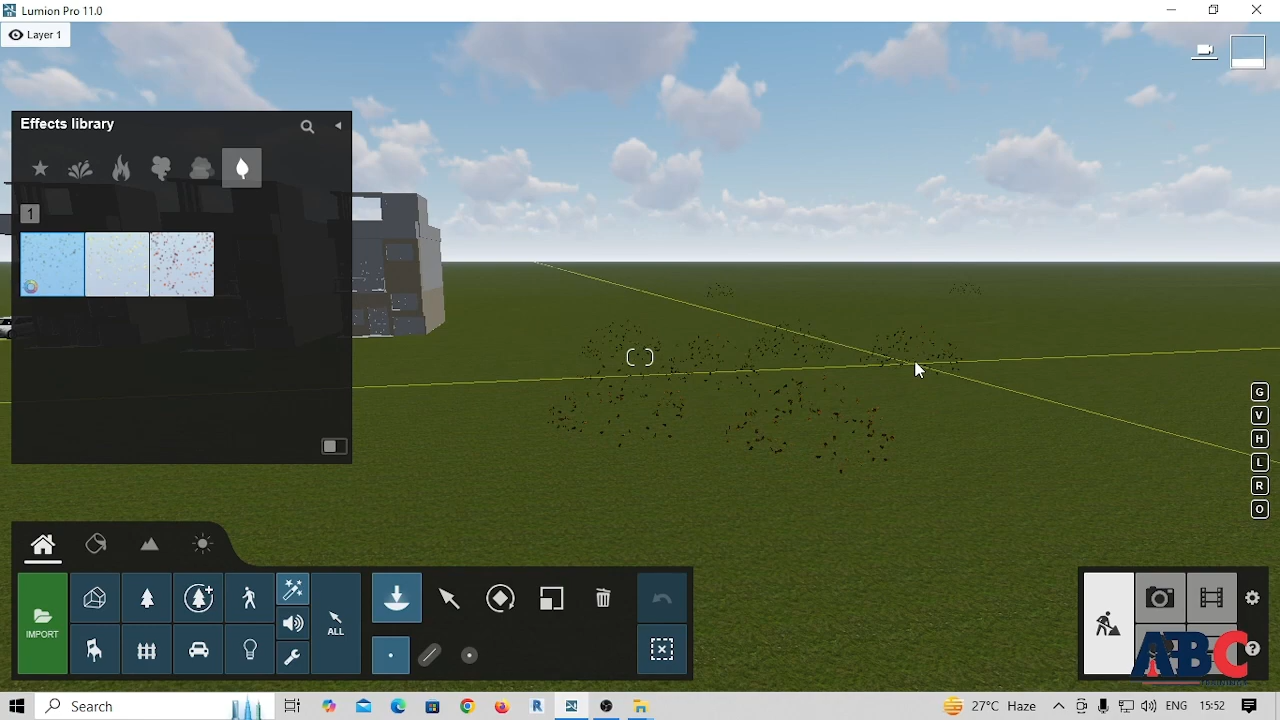 Lumion Pro 11.0
Layer 1
Effects library
1
G
V
H
L
R
O
IMPORT
ALL
ABC
?
Search
27°C Haze
ENG
15:52